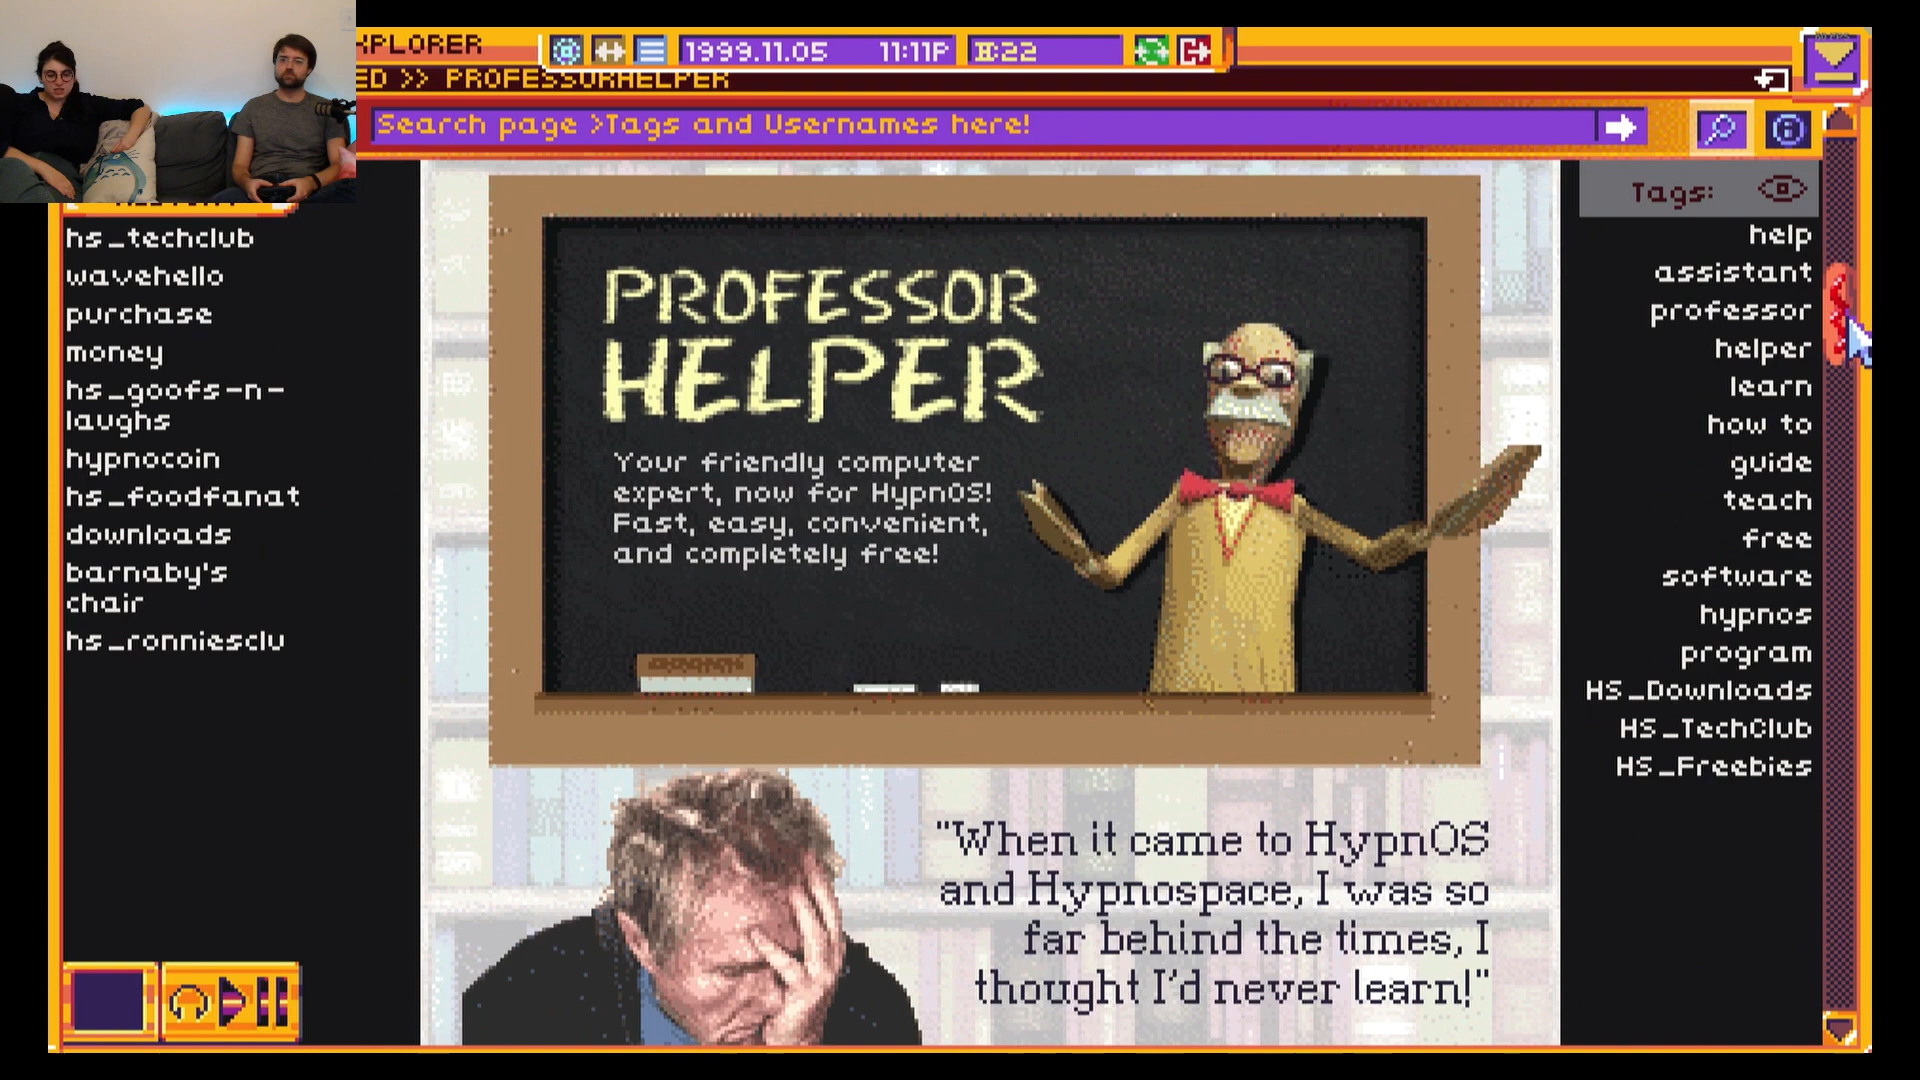 XPLORER
1999.11.05
11:11P
22
ED >> PROFESSORHELPER
Search page >Tags and Usernames here!
hs_techclub
wavehello
purchase
money
hs_goofs-n-
laughs
hypnocoin
hs_foodfanat
downloads
barnaby's
chair
hs_ronniesclu
PROFESSOR
HELPER
Your friendly computer
expert, now for HypnOS!
Fast, easy, convenient,
and completely free!
"When it came to HypnOS
and Hypnospace, I was so
far behind the times, I
thought I'd never learn!"
Tags:
help
assistant
professor
helper
learn
how to
guide
teach
free
software
hypnos
program
HS_Downloads
HS_TechClub
HS_Freebies